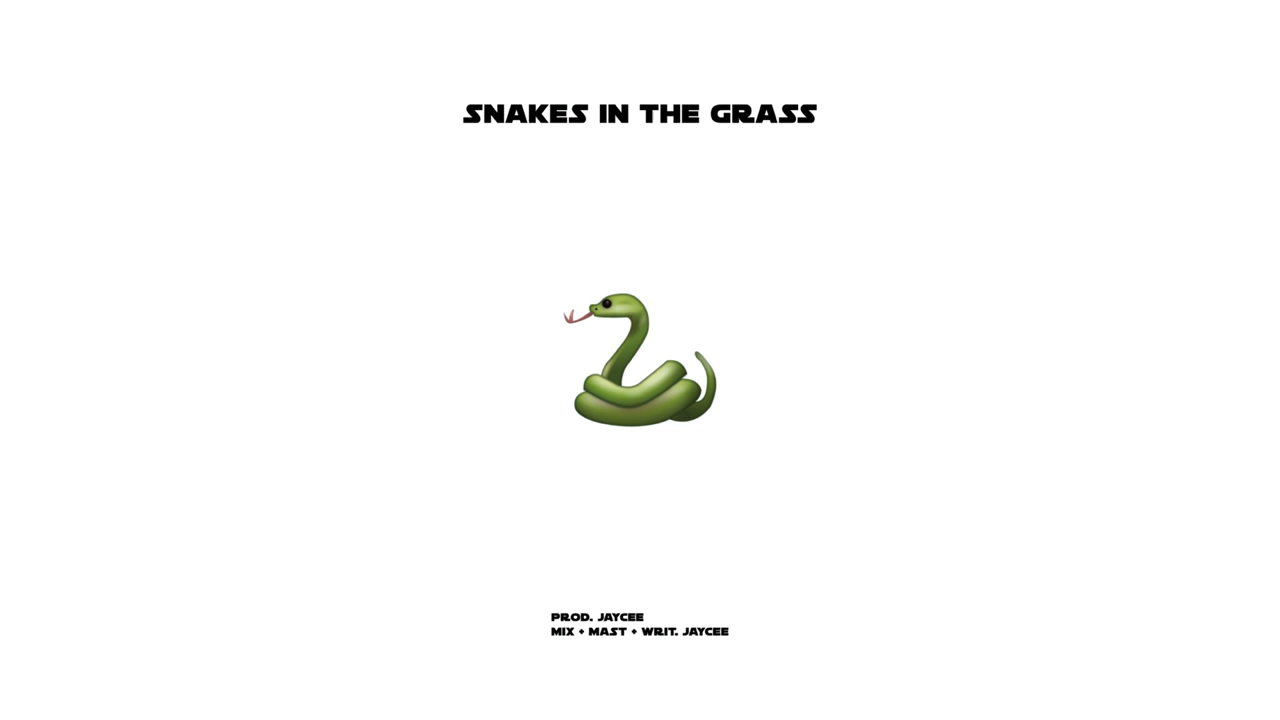 SNAKES IN THE GRASS
PROD. JAYCEE
MIX + MAST + WRIT. JAYCEE